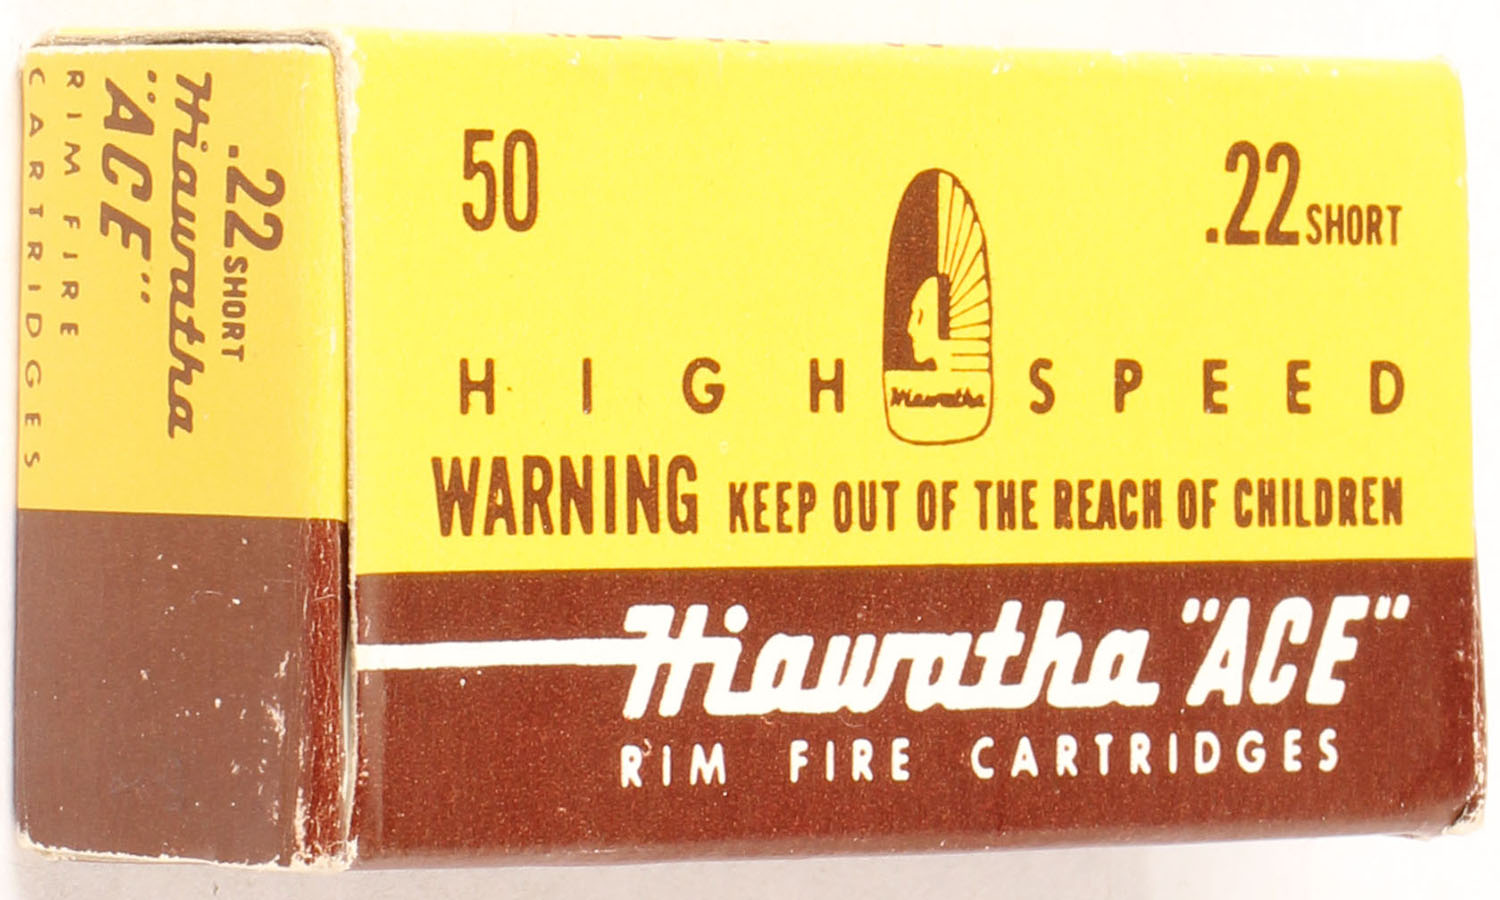 .22 SHORT
Hiawatha
"ACE"
RIM FIRE
CARTRIDGES
50
.22 SHORT
Hiawatha
HIGH SPEED
WARNING KEEP OUT OF THE REACH OF CHILDREN
Hiawatha "ACE"
RIM FIRE CARTRIDGES